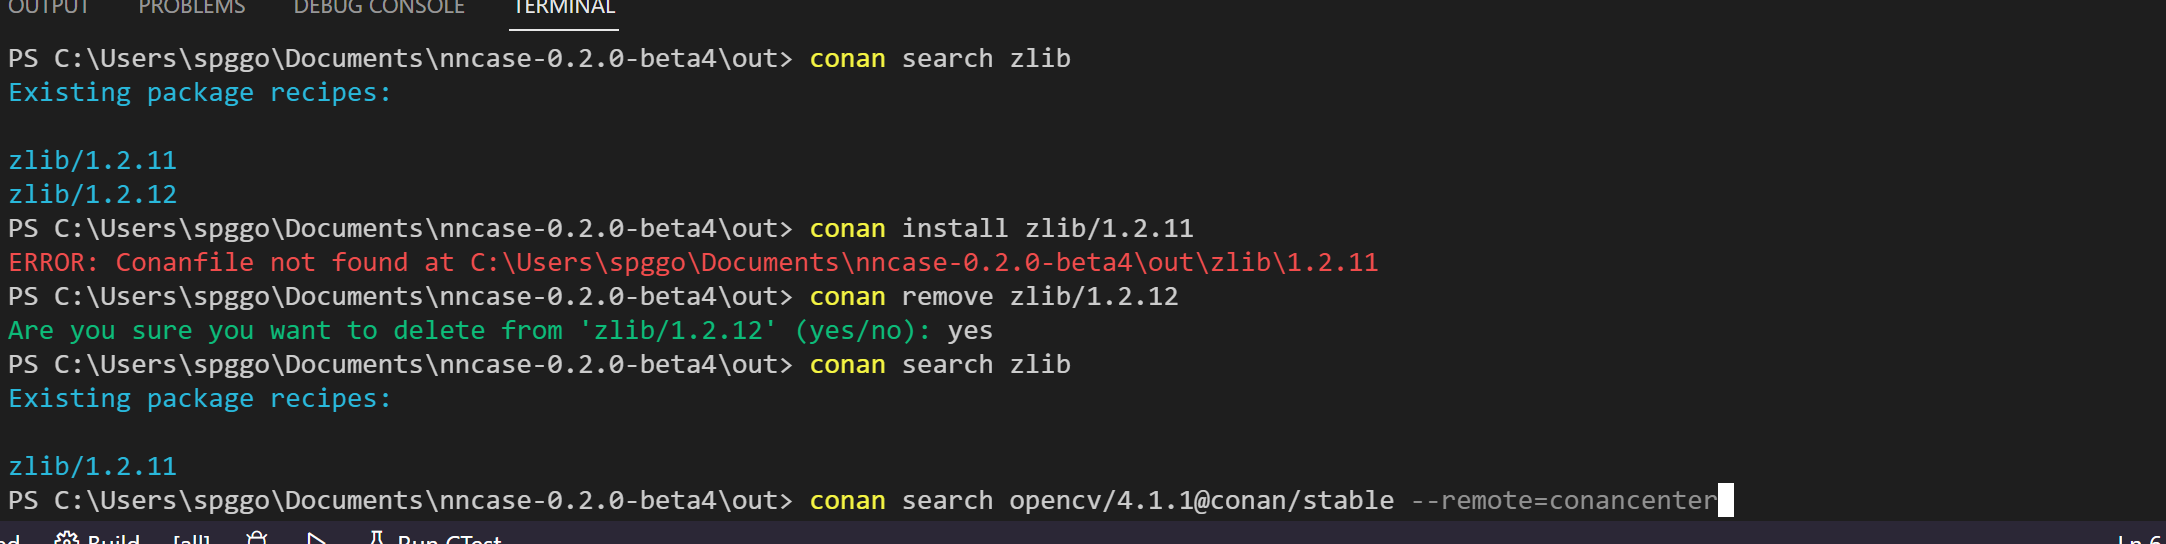 OUTPUT PROBLEMS DEBUG CONSOLE TERMINAL
PS C:\Users\spggo\Documents\nncase-0.2.0-beta4\out> conan search zlib
Existing package recipes:
zlib/1.2.11
zlib/1.2.12
PS C:\Users\spggo\Documents\nncase-0.2.0-beta4\out> conan install zlib/1.2.11
ERROR: Conanfile not found at C:\Users\spggo\Documents\nncase-0.2.0-beta4\out\zlib\1.2.11
PS C:\Users\spggo\Documents\nncase-0.2.0-beta4\out> conan remove zlib/1.2.12
Are you sure you want to delete from 'zlib/1.2.12' (yes/no): yes
PS C:\Users\spggo\Documents\nncase-0.2.0-beta4\out> conan search zlib
Existing package recipes:
zlib/1.2.11
PS C:\Users\spggo\Documents\nncase-0.2.0-beta4\out> conan search opencv/4.1.1@conan/stable --remote=conancenter
Build [all] Run CTest Ln 6